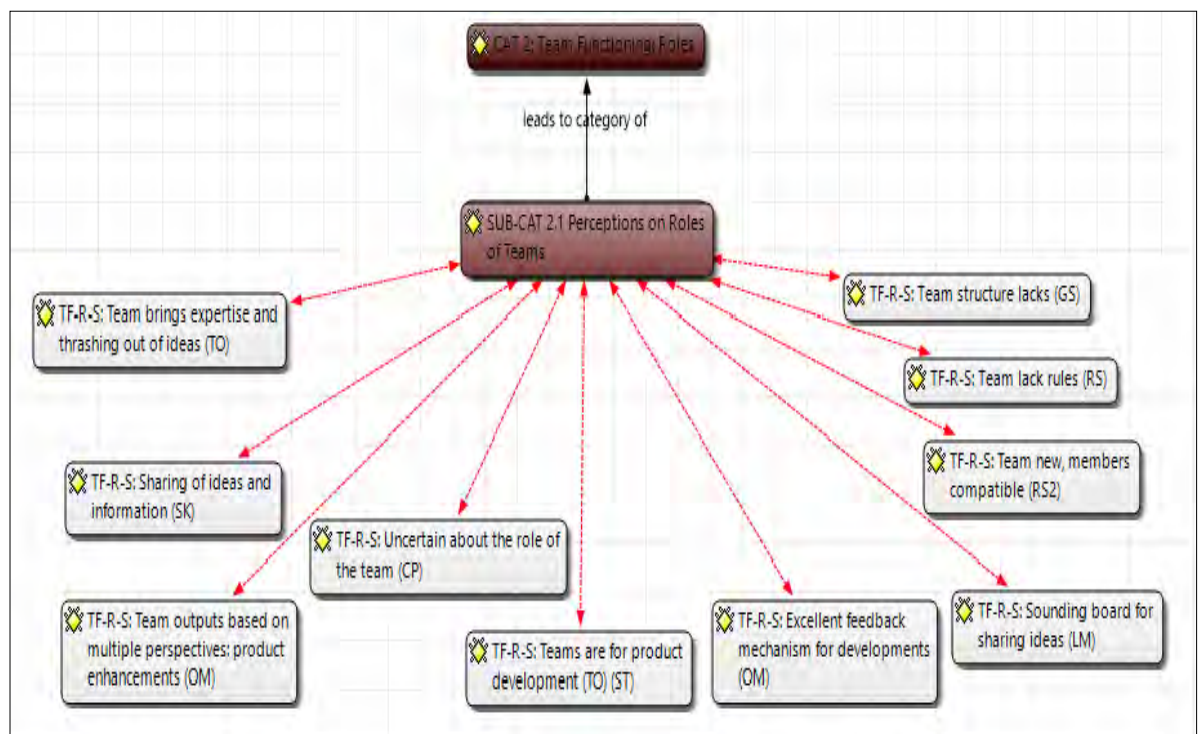 CAT 2: Team Functioning: Roles
leads to category of
SUB-CAT 2.1 Perceptions on Roles
of Teams
TF-R-S: Team brings expertise and
thrashing out of ideas (TO)
TF-R-S: Team structure lacks (GS)
TF-R-S: Team lack rules (RS)
TF-R-S: Team new, members
compatible (RS2)
TF-R-S: Sharing of ideas and
information (SK)
TF-R-S: Uncertain about the role of
the team (CP)
TF-R-S: Team outputs based on
multiple perspectives: product
enhancements (OM)
TF-R-S: Teams are for product
development (TO) (ST)
TF-R-S: Excellent feedback
mechanism for developments
(OM)
TF-R-S: Sounding board for
sharing ideas (LM)